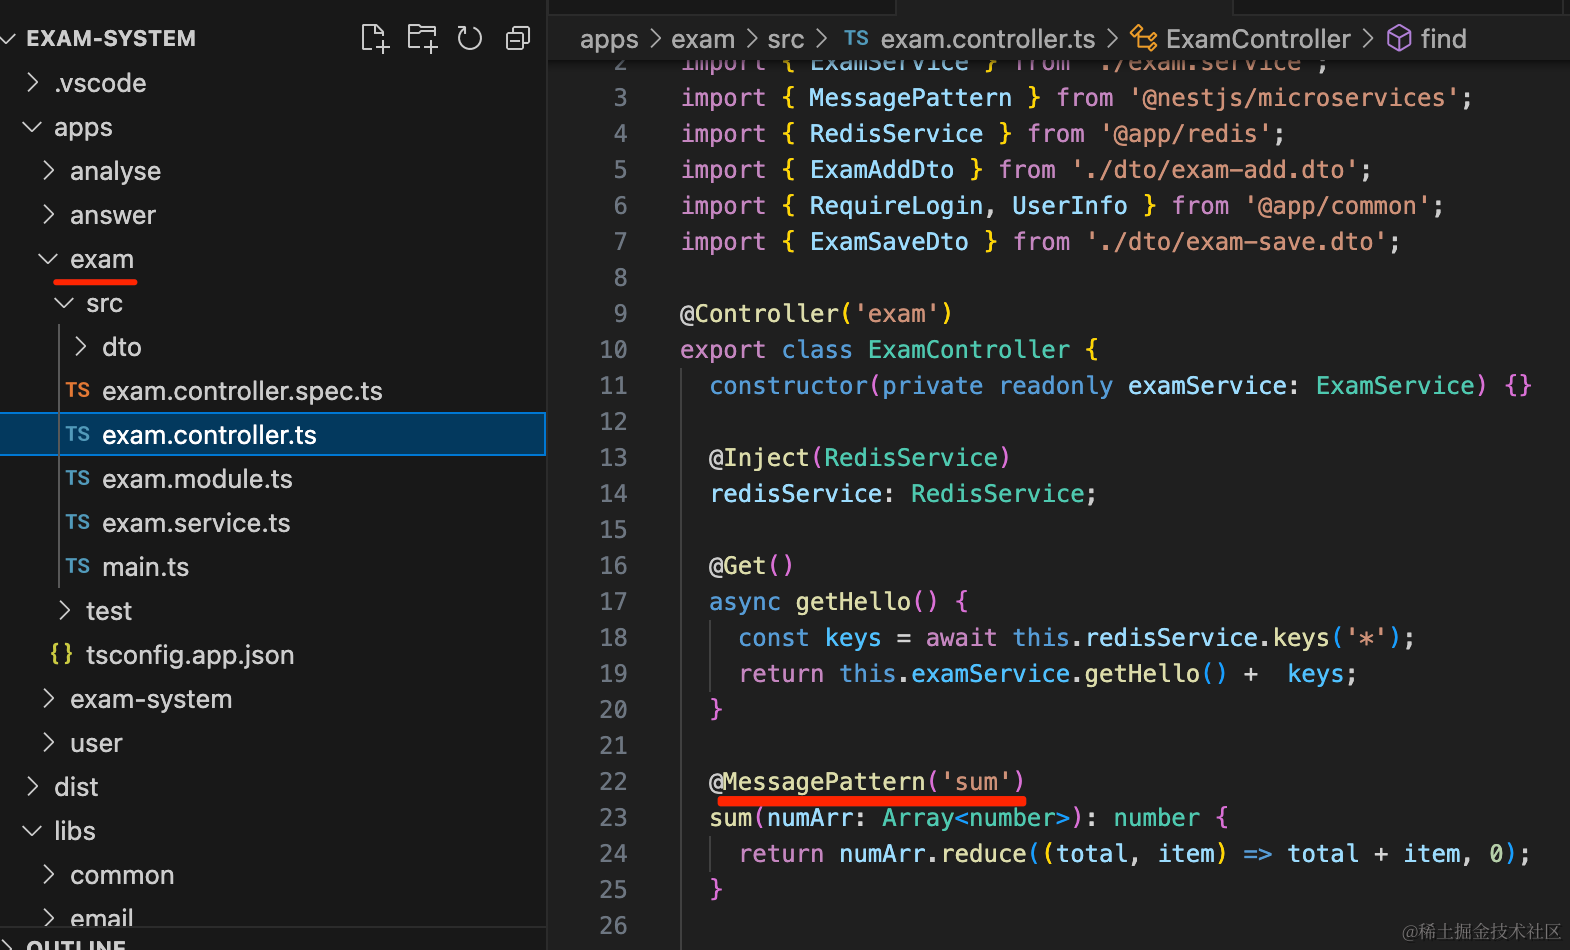 EXAM-SYSTEM
.vscode
apps
analyse
answer
exam
src
dto
TS exam.controller.spec.ts
TS exam.controller.ts
TS exam.module.ts
TS exam.service.ts
TS main.ts
test
{} tsconfig.app.json
exam-system
user
dist
libs
common
email
OUTLINE
apps > exam > src > TS exam.controller.ts > ExamController > find
2 import { ExamService } from './exam.service';
3 import { MessagePattern } from '@nestjs/microservices';
4 import { RedisService } from '@app/redis';
5 import { ExamAddDto } from './dto/exam-add.dto';
6 import { RequireLogin, UserInfo } from '@app/common';
7 import { ExamSaveDto } from './dto/exam-save.dto';
8
9 @Controller('exam')
10 export class ExamController {
11 constructor(private readonly examService: ExamService) {}
12
13 @Inject(RedisService)
14 redisService: RedisService;
15
16 @Get()
17 async getHello() {
18 const keys = await this.redisService.keys('*');
19 return this.examService.getHello() +  keys;
20 }
21
22 @MessagePattern('sum')
23 sum(numArr: Array<number>): number {
24 return numArr.reduce((total, item) => total + item, 0);
25 }
26
@稀土掘金技术社区